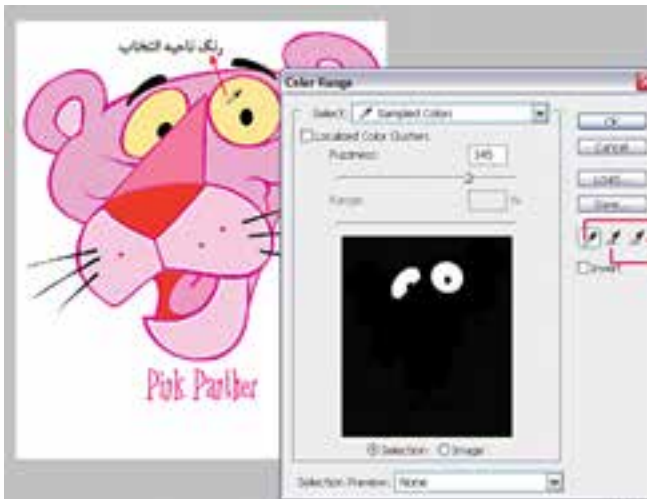 رنگ ناحیه انتخاب
Color Range
Select: Sampled Colors
OK
Localized Color Clusters
Cancel
Fuzziness:
Load...
Range: %
Save...
Invert
Pink Panther
Selection Image
Selection Preview: None